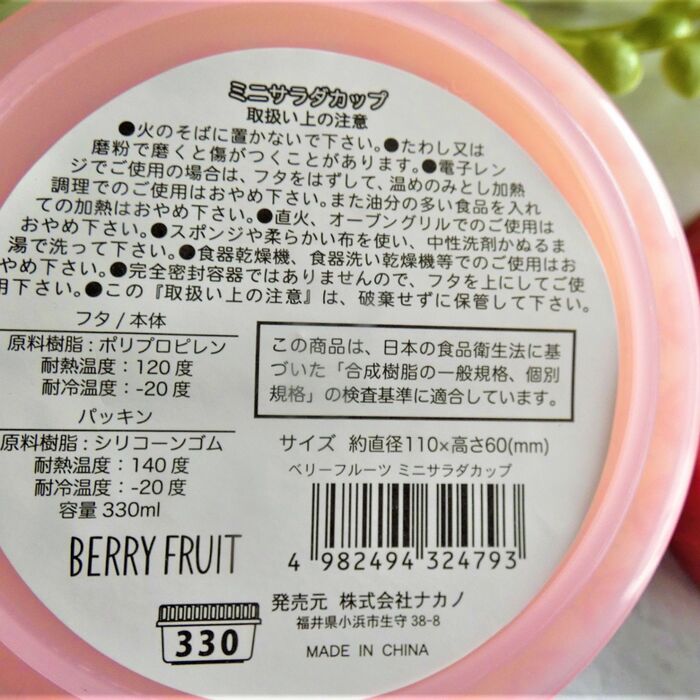 ミニサラダカップ
取扱い上の注意
●火のそばに置かないで下さい。●たわし又は
磨粉で磨くと傷がつくことがあります。●電子レン
ジでご使用の場合は、フタをはずして、温めのみとし加熱
調理でのご使用はおやめ下さい。また油分の多い食品を入れ
ての加熱はおやめ下さい。●直火、オーブングリルでのご使用は
おやめ下さい。●スポンジや柔らかい布を使い、中性洗剤かぬるま
湯で洗って下さい。●食器乾燥機、食器洗い乾燥機等でのご使用はお
やめ下さい。●完全密封容器ではありませんので、フタを上にしてご使
用下さい。●この『取扱い上の注意』は、破棄せずに保管して下さい。
フタ/本体
原料樹脂：ポリプロピレン
耐熱温度：120度
耐冷温度：-20度
パッキン
原料樹脂：シリコーンゴム
耐熱温度：140度
耐冷温度：-20度
容量 330ml
BERRY FRUIT
330
この商品は、日本の食品衛生法に基
づいた「合成樹脂の一般規格、個別
規格」の検査基準に適合しています。
サイズ 約直径110×高さ60(mm)
ベリーフルーツ ミニサラダカップ
4 982494 324793
発売元 株式会社ナカノ
福井県小浜市生守 38-8
MADE IN CHINA